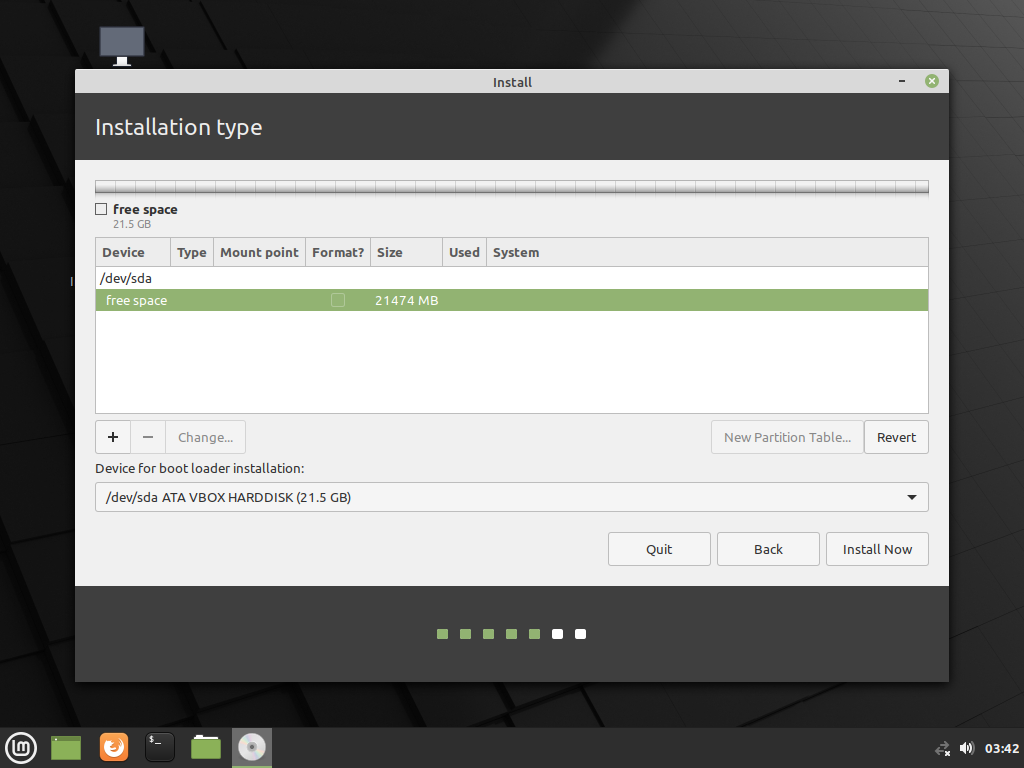 Install
Installation type
free space
21.5 GB
Device Type Mount point Format? Size Used System
/dev/sda
free space 21474 MB
+ − Change... New Partition Table... Revert
Device for boot loader installation:
/dev/sda ATA VBOX HARDDISK (21.5 GB)
Quit Back Install Now
$_ 03:42